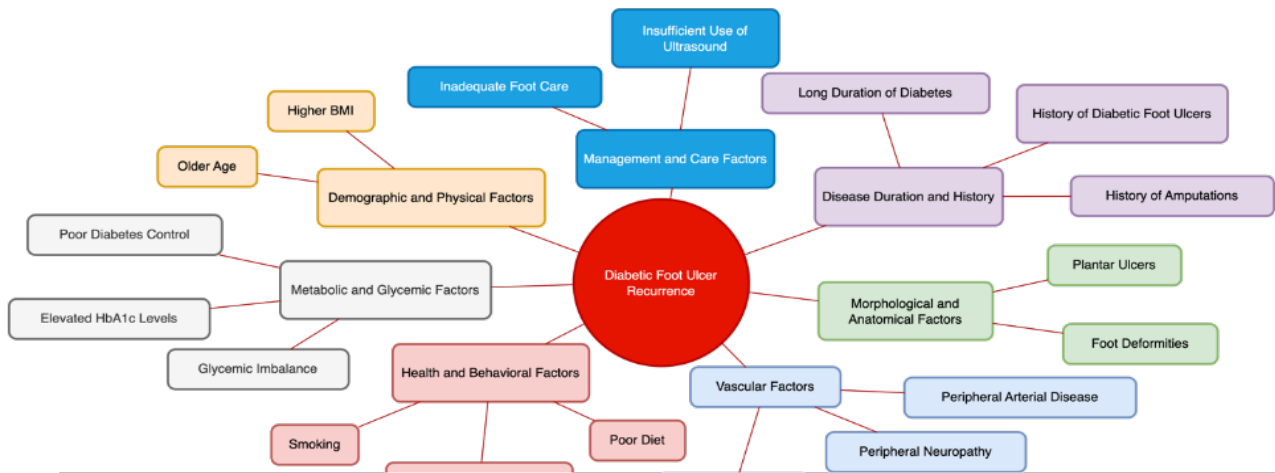 Insufficient Use of
Ultrasound
Inadequate Foot Care
Long Duration of Diabetes
History of Diabetic Foot Ulcers
Higher BMI
Management and Care Factors
Older Age
Demographic and Physical Factors
Disease Duration and History
History of Amputations
Poor Diabetes Control
Diabetic Foot Ulcer
Recurrence
Plantar Ulcers
Metabolic and Glycemic Factors
Morphological and
Anatomical Factors
Elevated HbA1c Levels
Foot Deformities
Glycemic Imbalance
Health and Behavioral Factors
Vascular Factors
Peripheral Arterial Disease
Smoking
Poor Diet
Peripheral Neuropathy